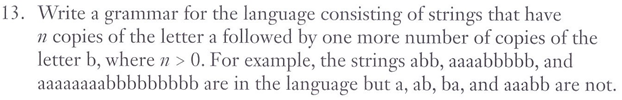 13. Write a grammar for the language consisting of strings that have
n copies of the letter a followed by one more number of copies of the
letter b, where n > 0. For example, the strings abb, aaaabbbbb, and
aaaaaaaabbbbbbbbb are in the language but a, ab, ba, and aaabb are not.